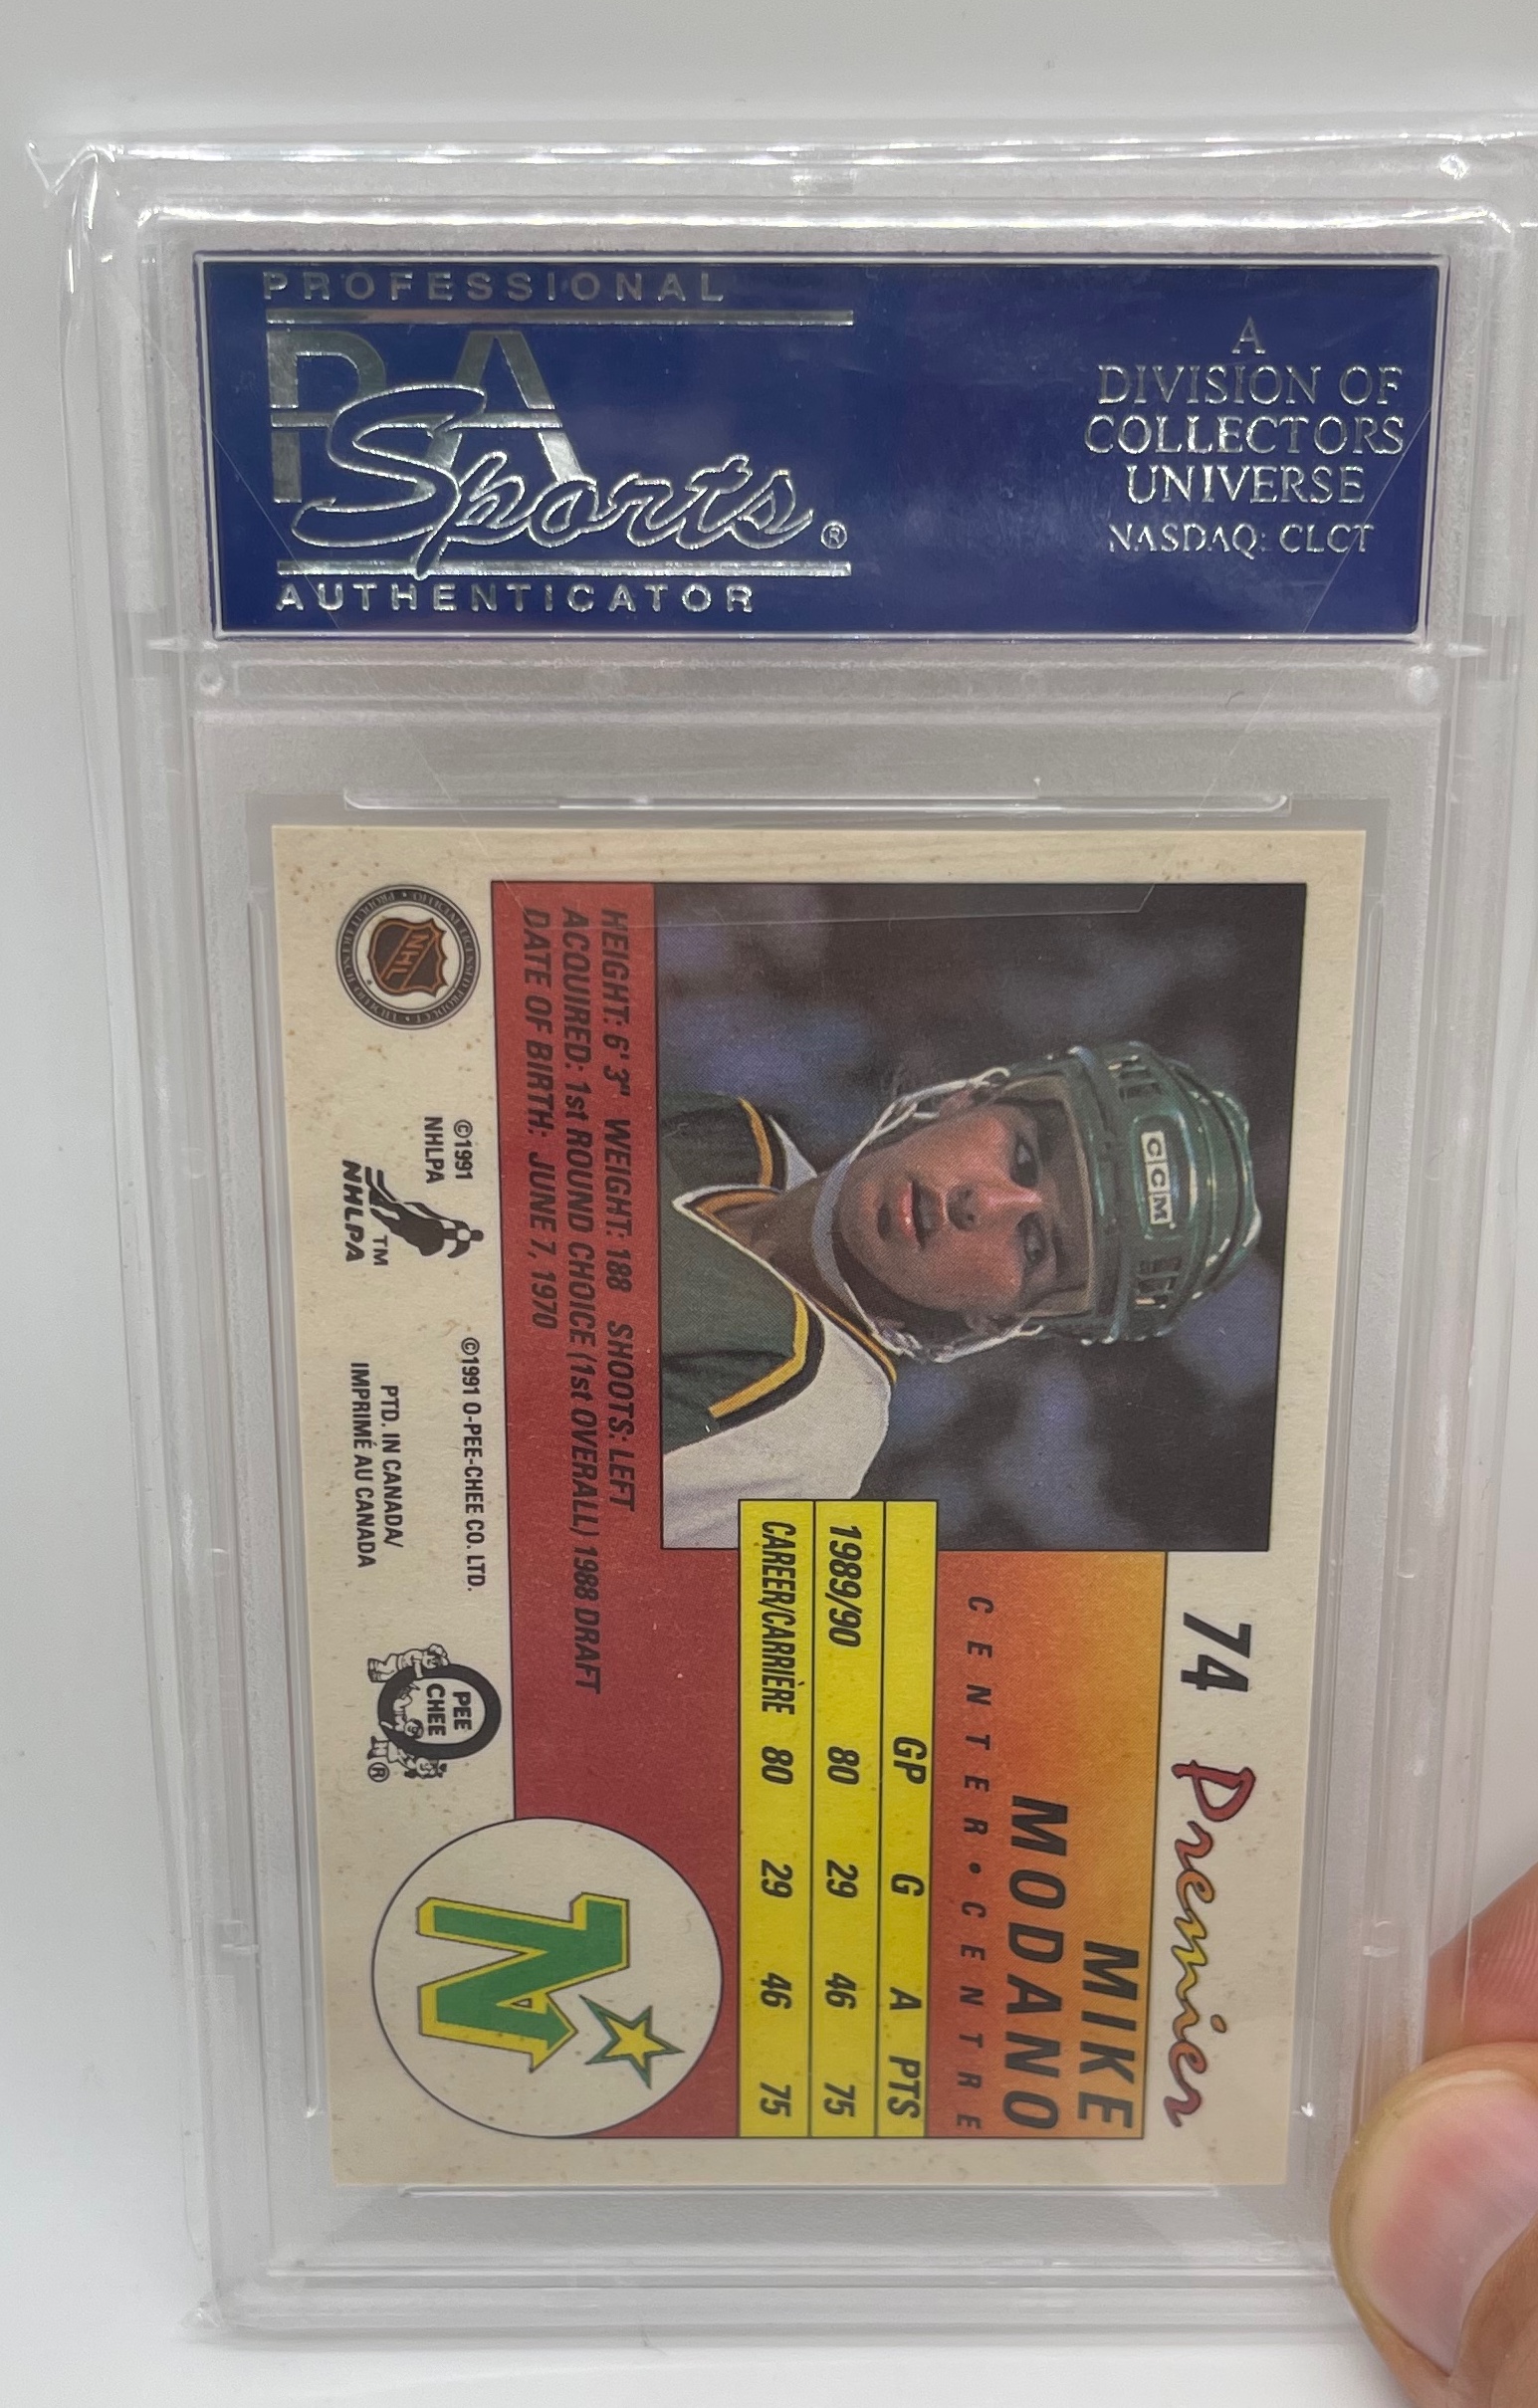 PROFESSIONAL
PSA
Sports®
AUTHENTICATOR
A
DIVISION OF
COLLECTORS
UNIVERSE
NASDAQ: CLCT
74 Premier
MIKE
MODANO
CENTER • CENTRE
CCM
GP G A PTS
1989/90 80 29 46 75
CAREER/CARRIÈRE 80 29 46 75
HEIGHT: 6' 3" WEIGHT: 188 SHOOTS: LEFT
ACQUIRED: 1st ROUND CHOICE (1st OVERALL) 1988 DRAFT
DATE OF BIRTH: JUNE 7, 1970
NHL
©1991
NHLPA
NHLPA™
©1991 O-PEE-CHEE CO. LTD.
PTD. IN CANADA/
IMPRIMÉ AU CANADA
O PEE
CHEE®
N